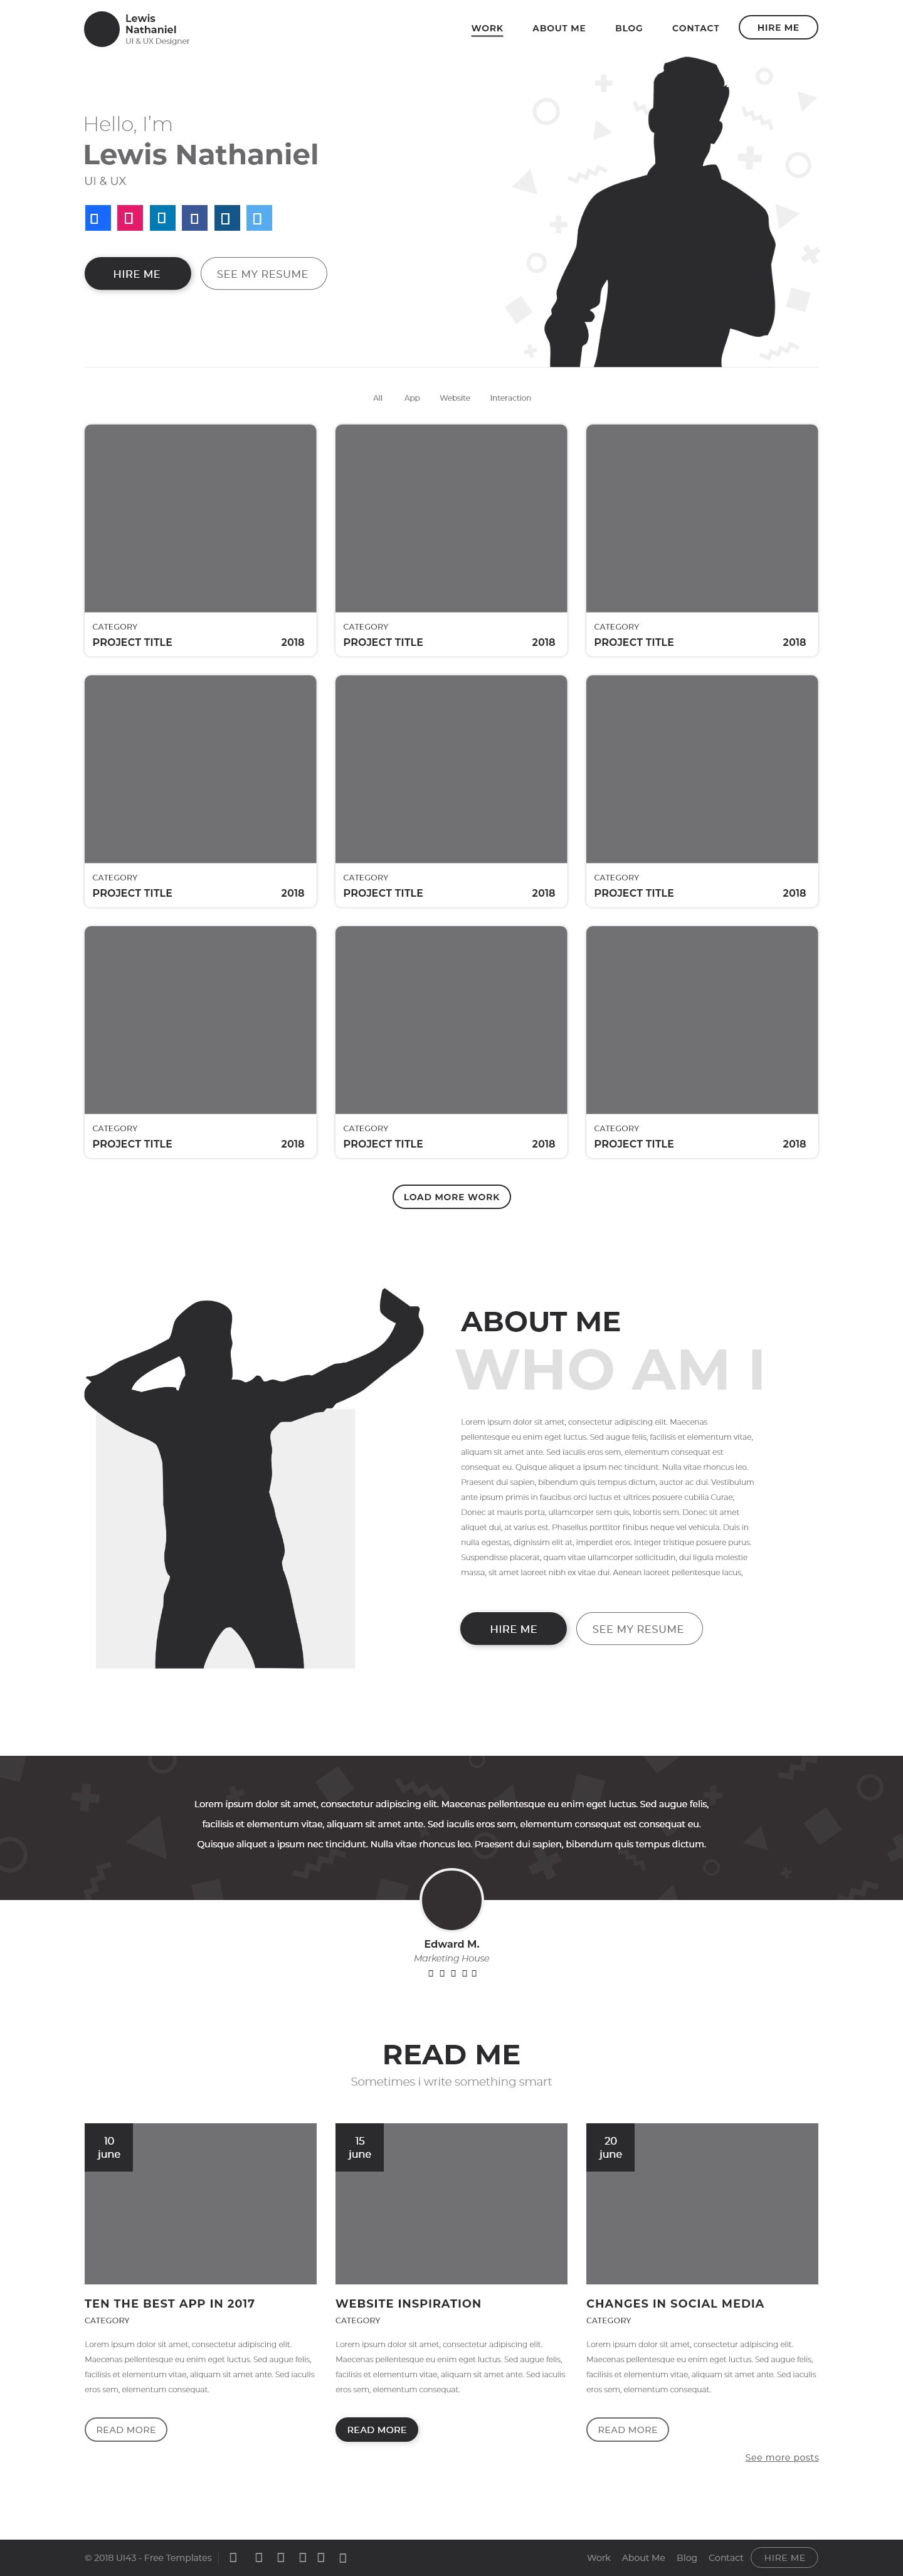 Lewis
Nathaniel
UI & UX Designer
WORK ABOUT ME BLOG CONTACT HIRE ME
Hello, I'm
Lewis Nathaniel
UI & UX
HIRE ME SEE MY RESUME
All App Website Interaction
CATEGORY
PROJECT TITLE 2018
CATEGORY
PROJECT TITLE 2018
CATEGORY
PROJECT TITLE 2018
CATEGORY
PROJECT TITLE 2018
CATEGORY
PROJECT TITLE 2018
CATEGORY
PROJECT TITLE 2018
CATEGORY
PROJECT TITLE 2018
CATEGORY
PROJECT TITLE 2018
CATEGORY
PROJECT TITLE 2018
LOAD MORE WORK
ABOUT ME
WHO AM I
Lorem ipsum dolor sit amet, consectetur adipiscing elit. Maecenas
pellentesque eu enim eget luctus. Sed augue felis, facilisis et elementum vitae,
aliquam sit amet ante. Sed iaculis eros sem, elementum consequat est
consequat eu. Quisque aliquet a ipsum nec tincidunt. Nulla vitae rhoncus leo.
Praesent dui sapien, bibendum quis tempus dictum, auctor ac dui. Vestibulum
ante ipsum primis in faucibus orci luctus et ultrices posuere cubilia Curae;
Donec at mauris porta, ullamcorper sem quis, lobortis sem. Donec sit amet
aliquet dui, at varius est. Phasellus porttitor finibus neque vel vehicula. Duis in
nulla egestas, dignissim elit at, imperdiet eros. Integer tristique posuere purus.
Suspendisse placerat, quam vitae ullamcorper sollicitudin, dui ligula molestie
massa, sit amet laoreet nibh ex vitae dui. Aenean laoreet pellentesque lacus,
HIRE ME SEE MY RESUME
Lorem ipsum dolor sit amet, consectetur adipiscing elit. Maecenas pellentesque eu enim eget luctus. Sed augue felis,
facilisis et elementum vitae, aliquam sit amet ante. Sed iaculis eros sem, elementum consequat est consequat eu.
Quisque aliquet a ipsum nec tincidunt. Nulla vitae rhoncus leo. Praesent dui sapien, bibendum quis tempus dictum.
Edward M.
Marketing House
READ ME
Sometimes i write something smart
10
june
TEN THE BEST APP IN 2017
CATEGORY
Lorem ipsum dolor sit amet, consectetur adipiscing elit.
Maecenas pellentesque eu enim eget luctus. Sed augue felis,
facilisis et elementum vitae, aliquam sit amet ante. Sed iaculis
eros sem, elementum consequat.
READ MORE
15
june
WEBSITE INSPIRATION
CATEGORY
Lorem ipsum dolor sit amet, consectetur adipiscing elit.
Maecenas pellentesque eu enim eget luctus. Sed augue felis,
facilisis et elementum vitae, aliquam sit amet ante. Sed iaculis
eros sem, elementum consequat.
READ MORE
20
june
CHANGES IN SOCIAL MEDIA
CATEGORY
Lorem ipsum dolor sit amet, consectetur adipiscing elit.
Maecenas pellentesque eu enim eget luctus. Sed augue felis,
facilisis et elementum vitae, aliquam sit amet ante. Sed iaculis
eros sem, elementum consequat.
READ MORE
See more posts
© 2018 UI43 - Free Templates
Work About Me Blog Contact HIRE ME